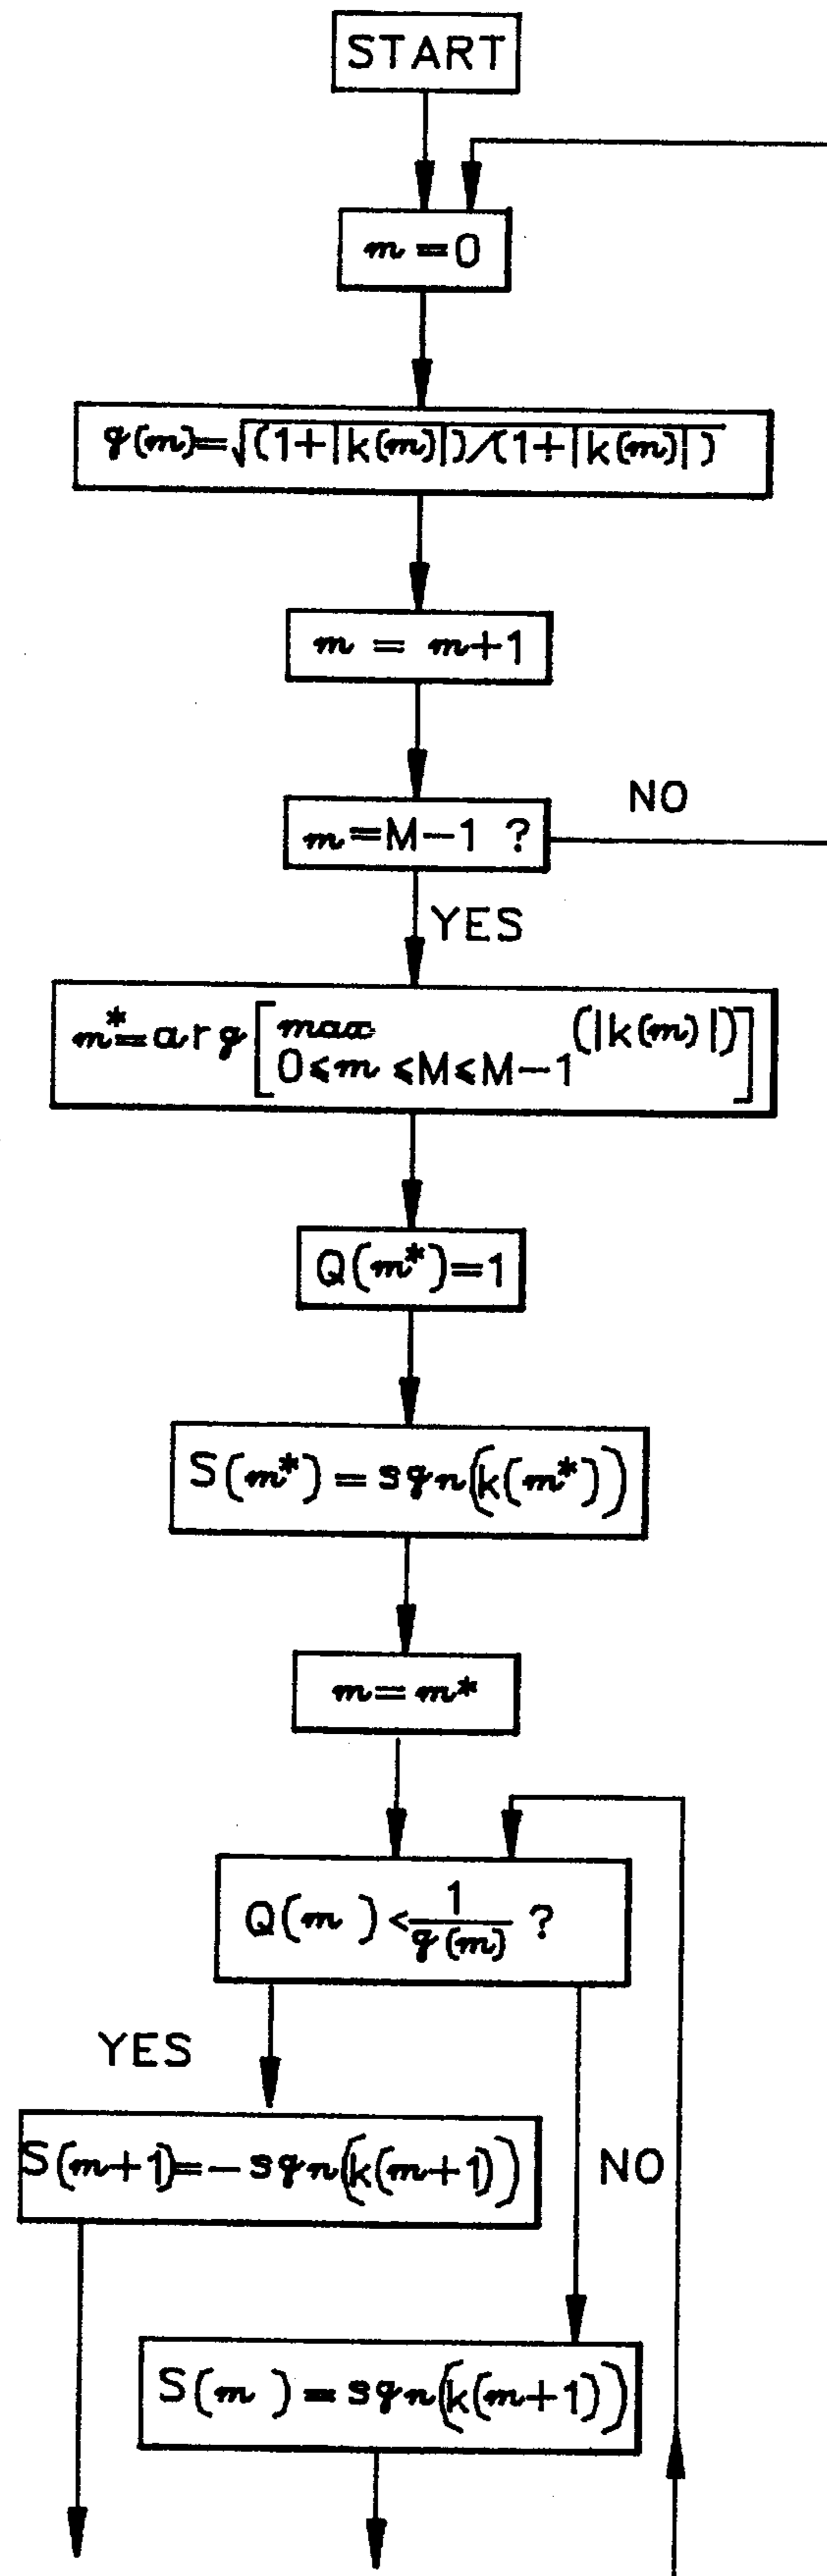 START
m = 0
g(m)=√(1+|k(m)|)/(1+|k(m)|)
m = m+1
m=M-1 ?
NO
YES
m*=arg[max (|k(m)|)]
0≤m≤M≤M-1
Q(m*)=1
S(m*)=sgn(k(m*))
m=m*
Q(m)<1/g(m) ?
YES
S(m+1)=-sgn(k(m+1))
NO
S(m)=sgn(k(m+1))